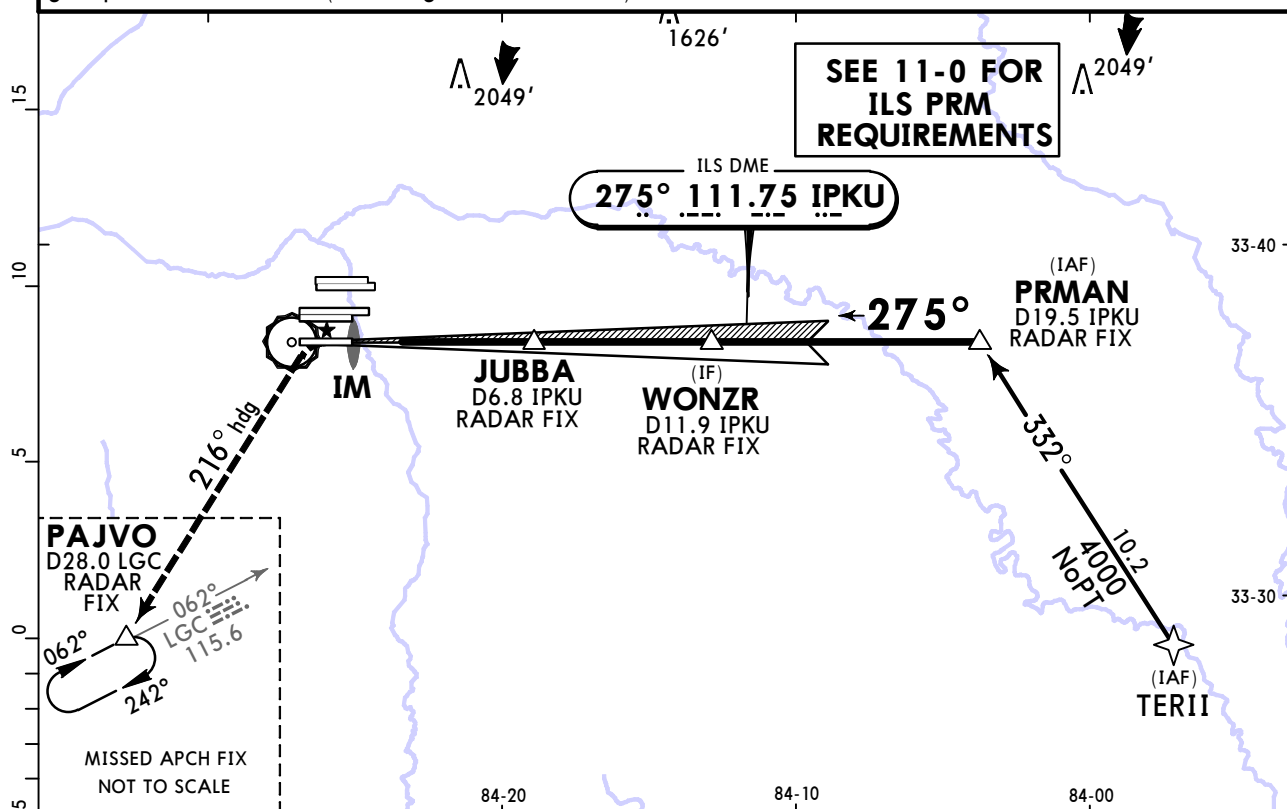 1626'
2049'
SEE 11-0 FOR
ILS PRM
REQUIREMENTS
2049'
15
ILS DME
275° 111.75 IPKU
33-40
10
(IAF)
PRMAN
D19.5 IPKU
RADAR FIX
275°
IM
JUBBA
D6.8 IPKU
RADAR FIX
(IF)
WONZR
D11.9 IPKU
RADAR FIX
216° hdg
332°
5
10.2
4000
NoPT
PAJVO
D28.0 LGC
RADAR
FIX
062°
LGC
115.6
33-30
0
062°
242°
(IAF)
TERII
MISSED APCH FIX
NOT TO SCALE
5
84-20
84-10
84-00